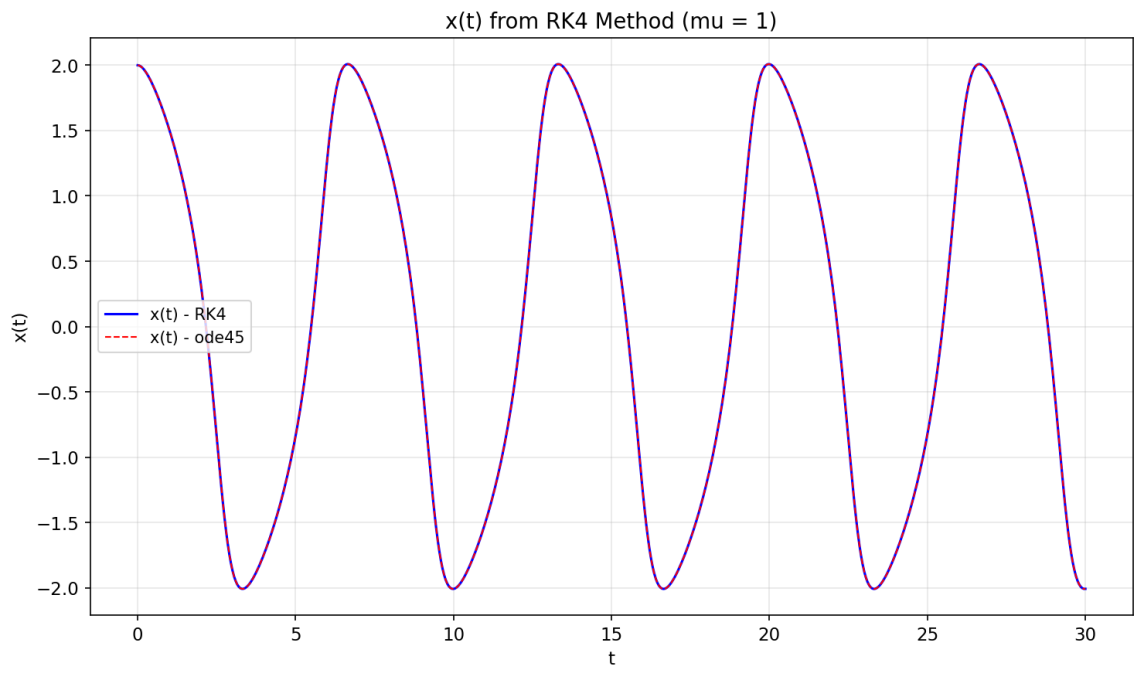 x(t) from RK4 Method (mu = 1)
2.0
1.5
1.0
0.5
0.0
−0.5
−1.0
−1.5
−2.0
x(t)
x(t) - RK4
x(t) - ode45
0 5 10 15 20 25 30
t